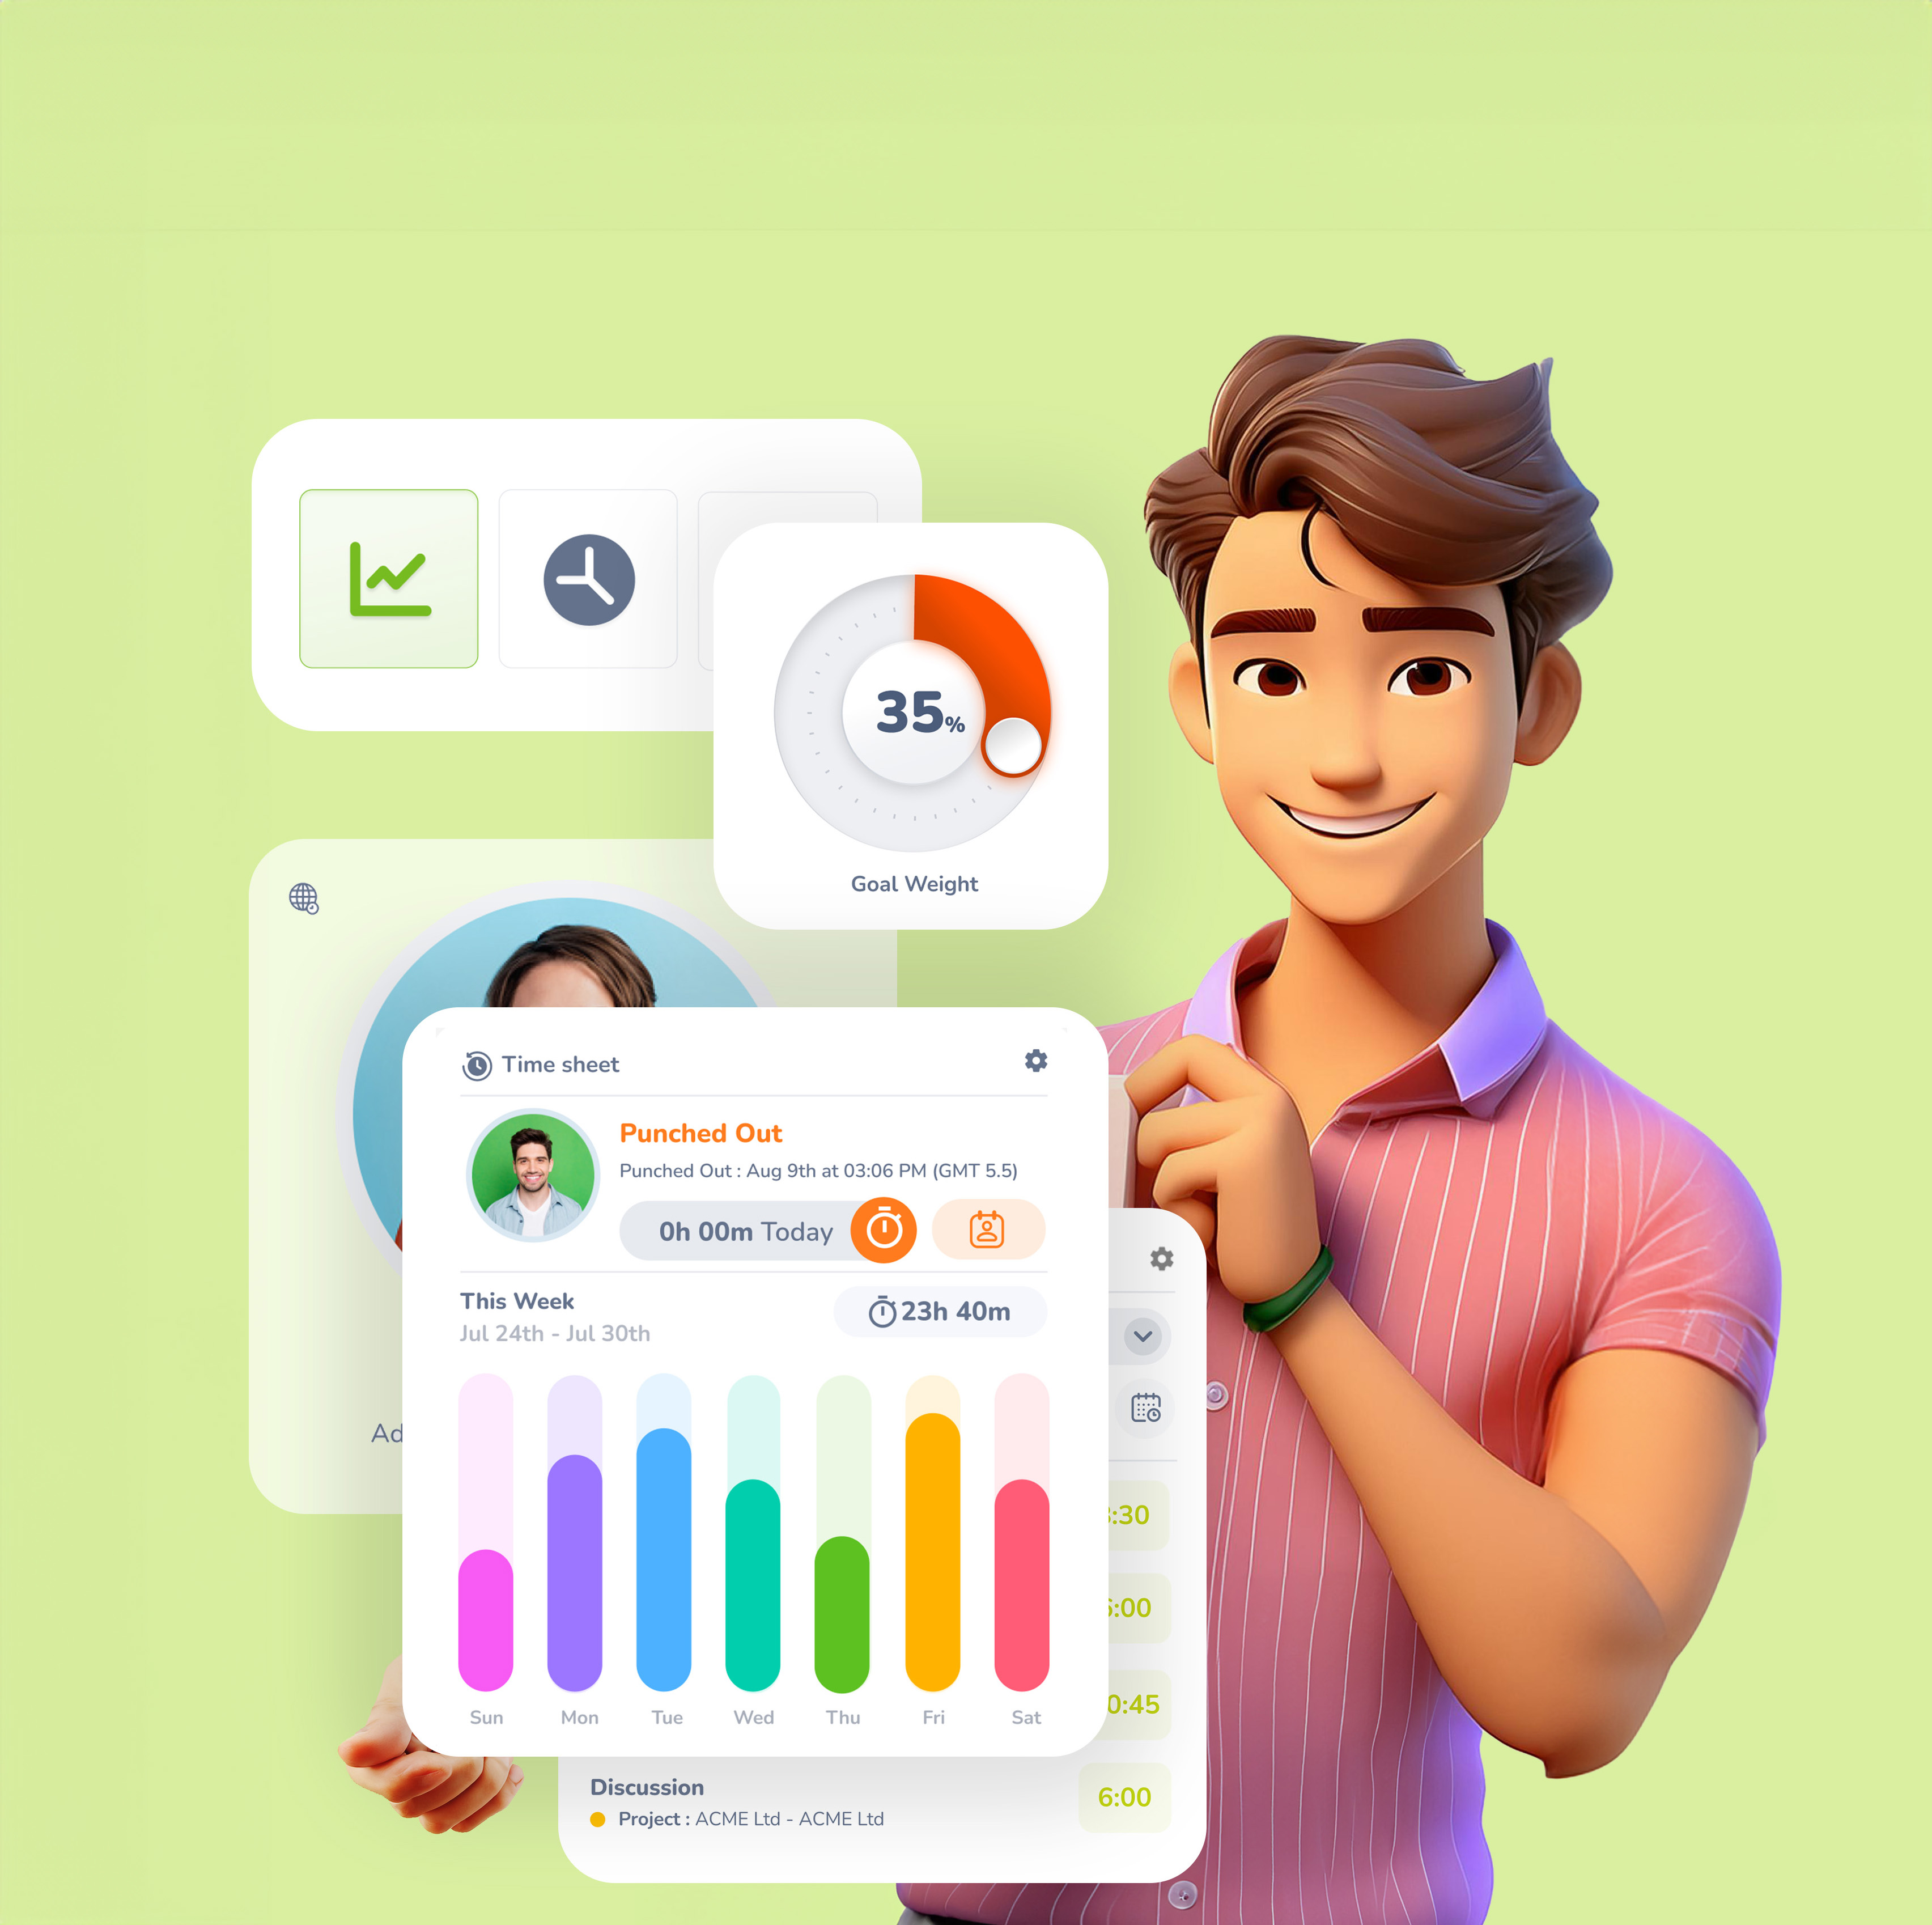 35%
Goal Weight
Time sheet
Punched Out
Punched Out : Aug 9th at 03:06 PM (GMT 5.5)
0h 00m Today
This Week
23h 40m
Jul 24th - Jul 30th
Ad
:30
:00
0:45
Sun Mon Tue Wed Thu Fri Sat
Discussion
6:00
Project : ACME Ltd - ACME Ltd